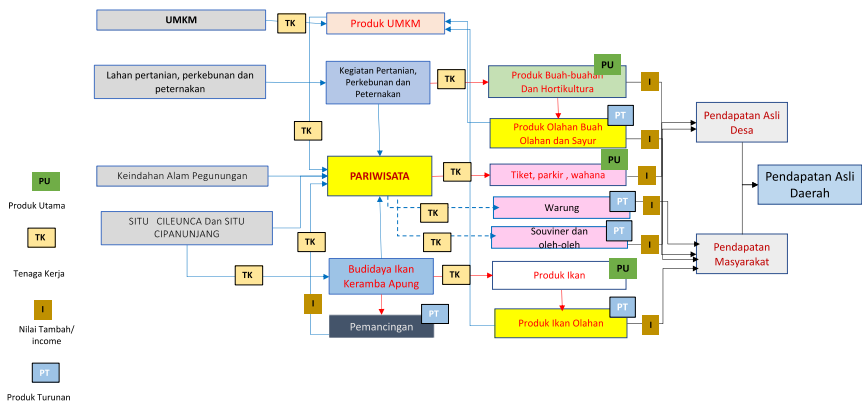 UMKM
TK
Produk UMKM
Lahan pertanian, perkebunan dan
peternakan
Kegiatan Pertanian,
Perkebunan dan
Peternakan
TK
Produk Buah-buahan
Dan Hortikultura
PU
I
Produk Olahan Buah
Olahan dan Sayur
PT
I
TK
Keindahan Alam Pegunungan
PARIWISATA
TK
Tiket, parkir , wahana
PU
I
SITU CILEUNCA Dan SITU
CIPANUNJANG
TK
Warung
PT
I
TK
TK
Souviner dan
oleh-oleh
PT
I
TK
Budidaya Ikan
Keramba Apung
TK
Produk Ikan
PU
I
Pemancingan
PT
Produk Ikan Olahan
PT
I
Pendapatan Asli
Desa
Pendapatan Asli
Daerah
Pendapatan
Masyarakat
PU
Produk Utama
TK
Tenaga Kerja
I
Nilai Tambah/
income
PT
Produk Turunan